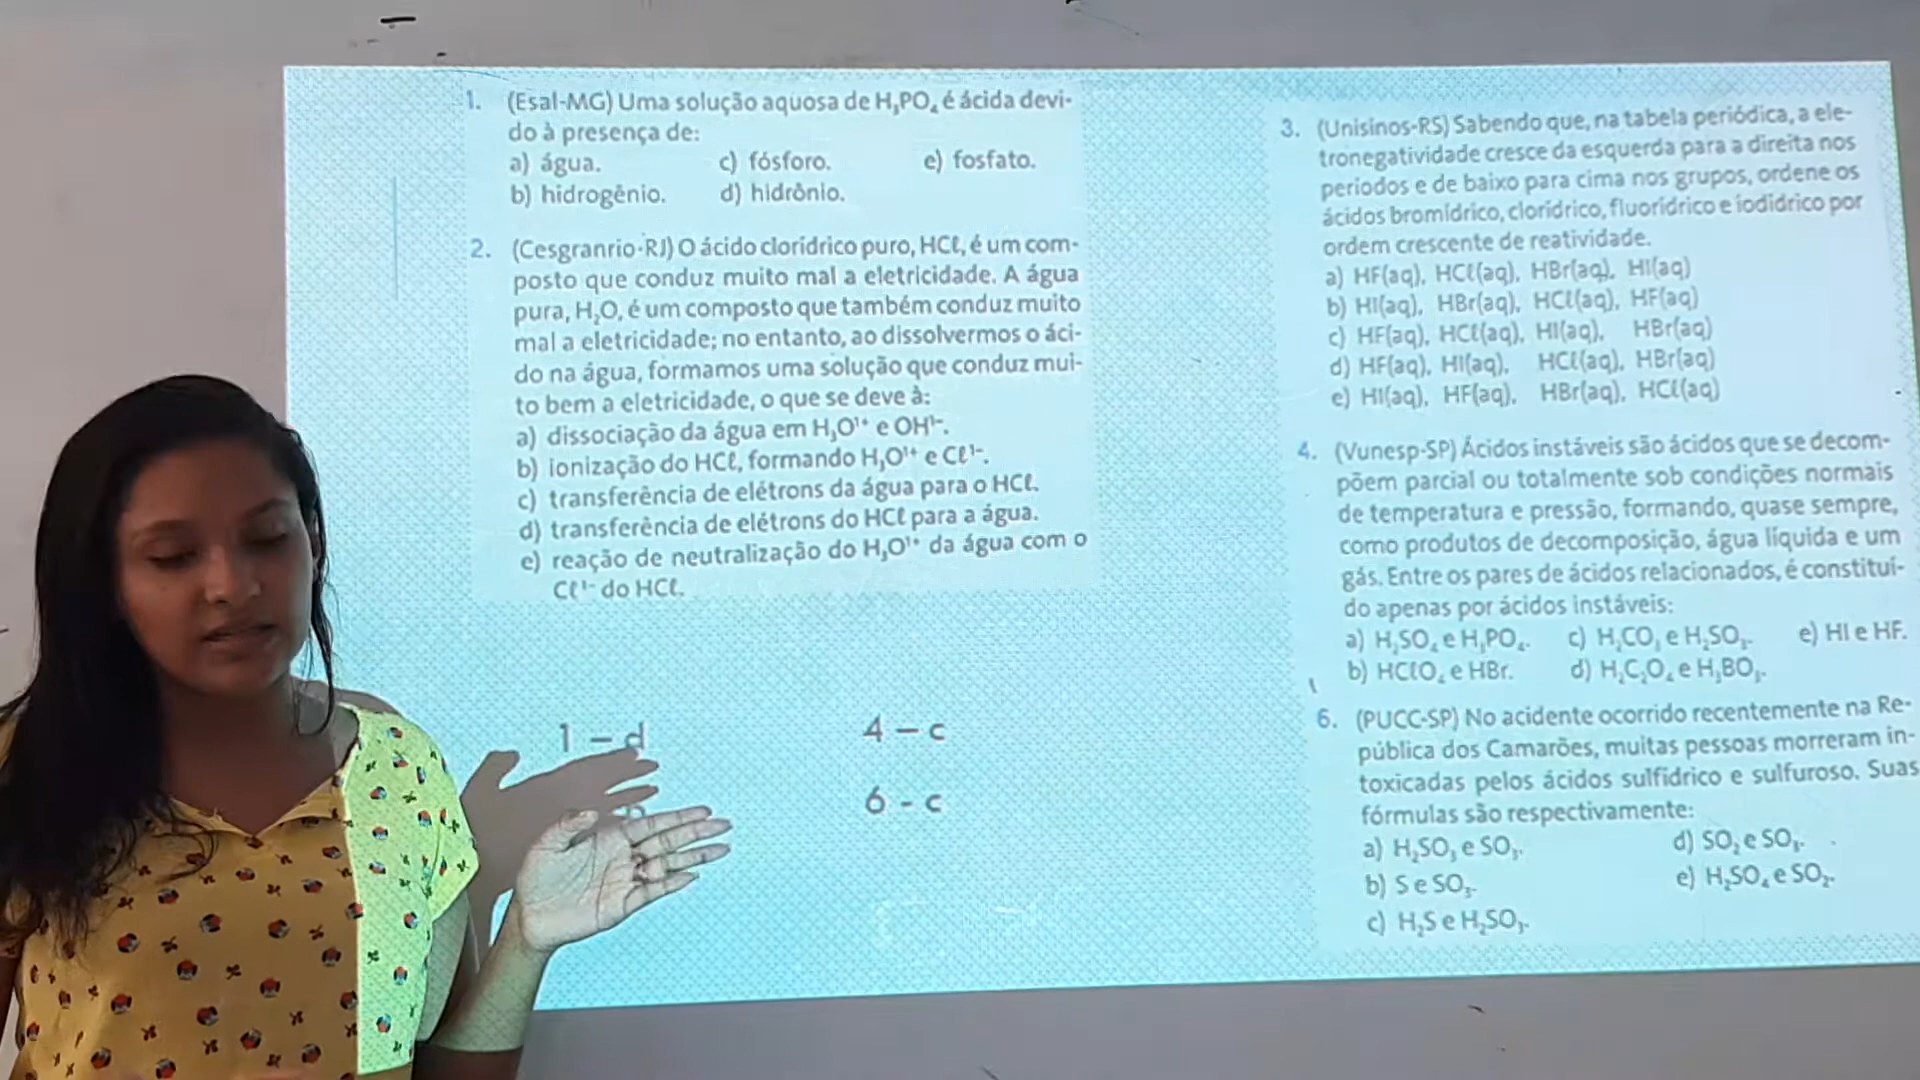 1. (Esal-MG) Uma solução aquosa de H₃PO₄ é ácida devi-
do à presença de:
a) água. c) fósforo. e) fosfato.
b) hidrogênio. d) hidrônio.
2. (Cesgranrio-RJ) O ácido clorídrico puro, HCℓ, é um com-
posto que conduz muito mal a eletricidade. A água
pura, H₂O, é um composto que também conduz muito
mal a eletricidade; no entanto, ao dissolvermos o áci-
do na água, formamos uma solução que conduz mui-
to bem a eletricidade, o que se deve à:
a) dissociação da água em H₃O¹⁺ e OH¹⁻.
b) ionização do HCℓ, formando H₃O¹⁺ e Cℓ¹⁻.
c) transferência de elétrons da água para o HCℓ.
d) transferência de elétrons do HCℓ para a água.
e) reação de neutralização do H₃O¹⁺ da água com o
Cℓ¹⁻ do HCℓ.
1 – d
4 – c
6 - c
3. (Unisinos-RS) Sabendo que, na tabela periódica, a ele-
tronegatividade cresce da esquerda para a direita nos
períodos e de baixo para cima nos grupos, ordene os
ácidos bromídrico, clorídrico, fluorídrico e iodídrico por
ordem crescente de reatividade.
a) HF(aq), HCℓ(aq), HBr(aq), HI(aq)
b) HI(aq), HBr(aq), HCℓ(aq), HF(aq)
c) HF(aq), HCℓ(aq), HI(aq), HBr(aq)
d) HF(aq), HI(aq), HCℓ(aq), HBr(aq)
e) HI(aq), HF(aq), HBr(aq), HCℓ(aq)
4. (Vunesp-SP) Ácidos instáveis são ácidos que se decom-
põem parcial ou totalmente sob condições normais
de temperatura e pressão, formando, quase sempre,
como produtos de decomposição, água líquida e um
gás. Entre os pares de ácidos relacionados, é constituí-
do apenas por ácidos instáveis:
a) H₂SO₄ e H₃PO₄. c) H₂CO₃ e H₂SO₃. e) HI e HF.
b) HCℓO₄ e HBr. d) H₂C₂O₄ e H₃BO₃.
6. (PUCC-SP) No acidente ocorrido recentemente na Re-
pública dos Camarões, muitas pessoas morreram in-
toxicadas pelos ácidos sulfídrico e sulfuroso. Suas
fórmulas são respectivamente:
a) H₂SO₃ e SO₃. d) SO₂ e SO₃.
b) S e SO₃. e) H₂SO₄ e SO₂.
c) H₂S e H₂SO₃.